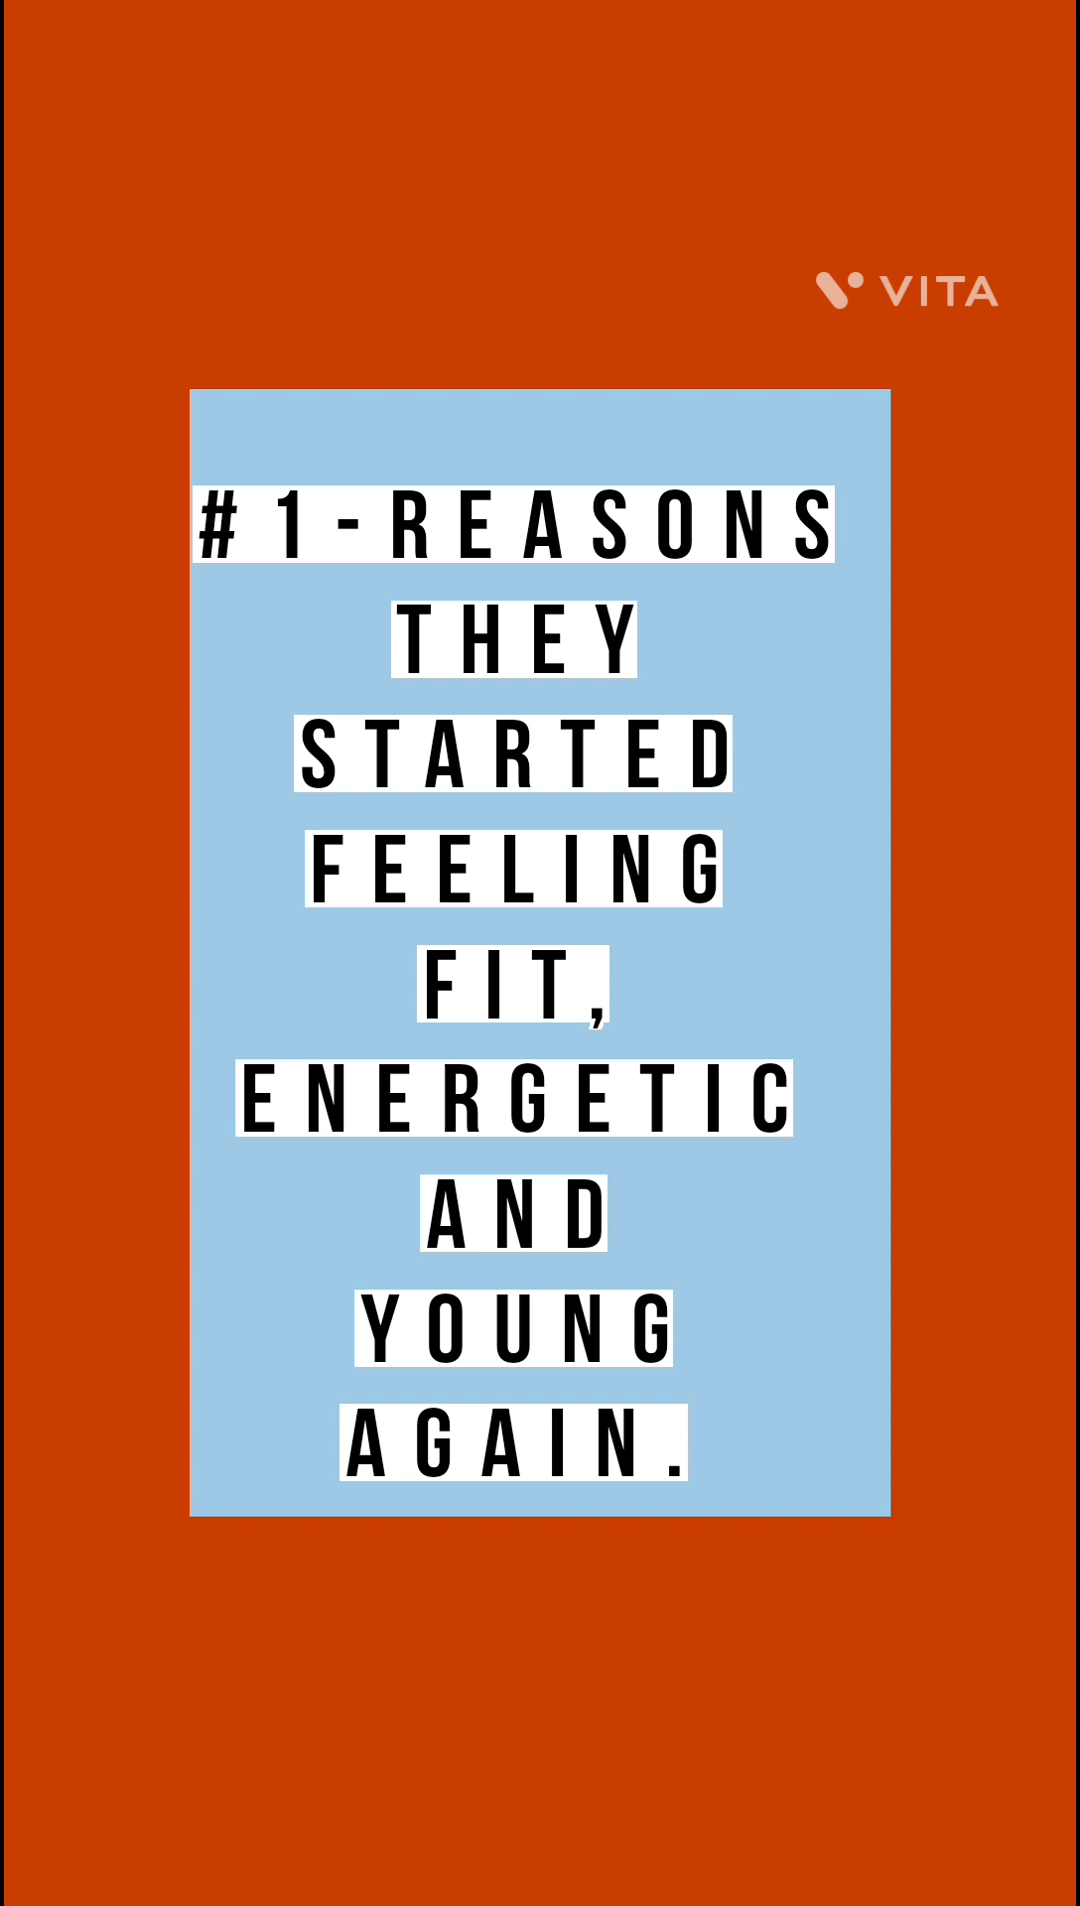 VITA
#1-REASONS
THEY
STARTED
FEELING
FIT,
ENERGETIC
AND
YOUNG
AGAIN.